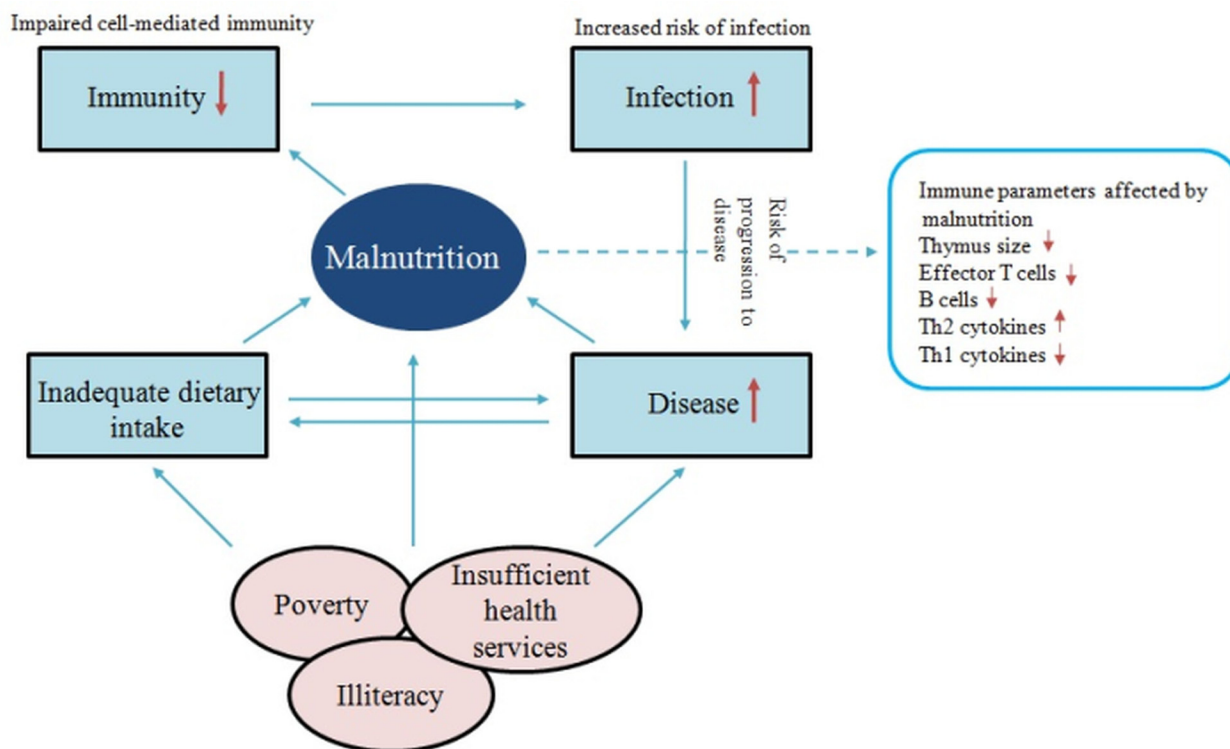 Impaired cell-mediated immunity
Increased risk of infection
Immunity
Infection
Malnutrition
Risk of
progression to
disease
Immune parameters affected by
malnutrition
Thymus size
Effector T cells
B cells
Th2 cytokines
Th1 cytokines
Inadequate dietary
intake
Disease
Poverty
Insufficient
health
services
Illiteracy